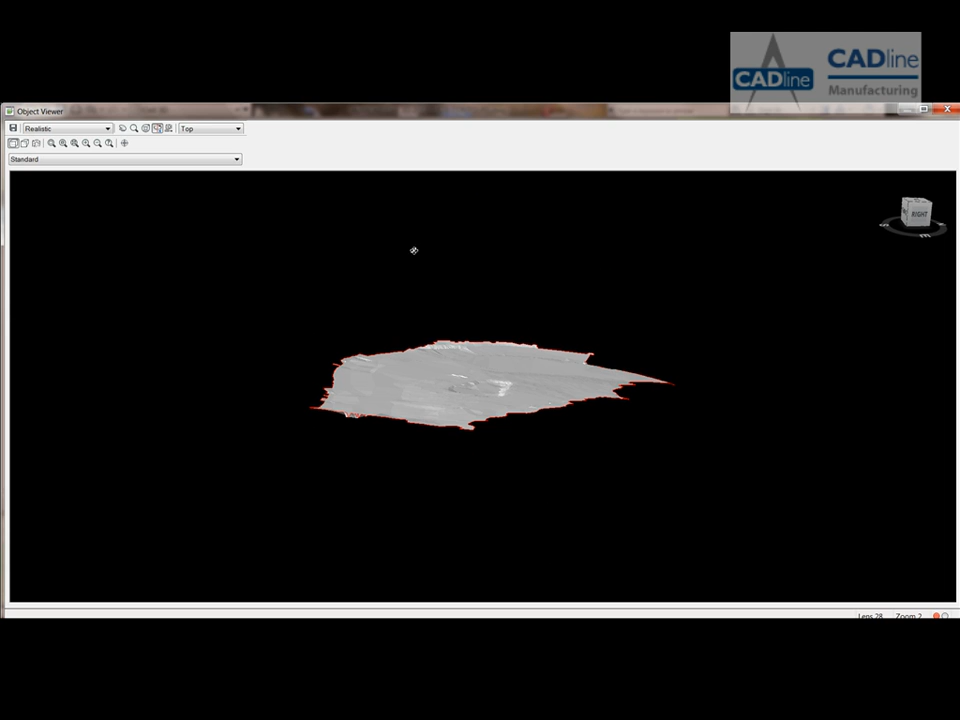 CADline
CADline
Manufacturing
Object Viewer
Realistic
Top
Standard
RIGHT
Lens 28
Zoom 2